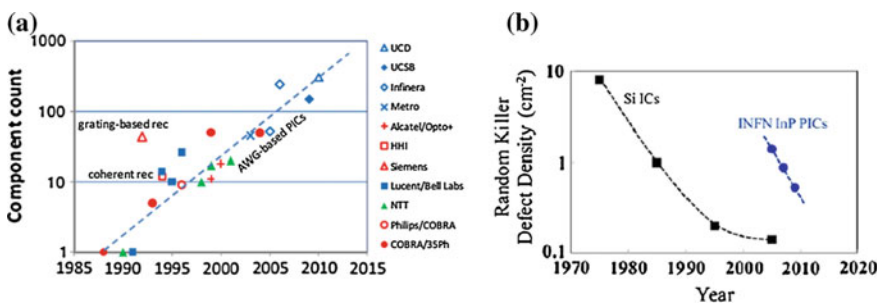 (a)
Component count
1000
100
10
1
1985 1990 1995 2000 2005 2010 2015
grating-based rec
coherent rec
AWG-based PICs
UCD
UCSB
Infinera
Metro
Alcatel/Opto+
HHI
Siemens
Lucent/Bell Labs
NTT
Philips/COBRA
COBRA/3SPh
(b)
Random Killer
Defect Density (cm-2)
10
1
0.1
1970 1980 1990 2000 2010 2020
Year
Si ICs
INFN InP PICs